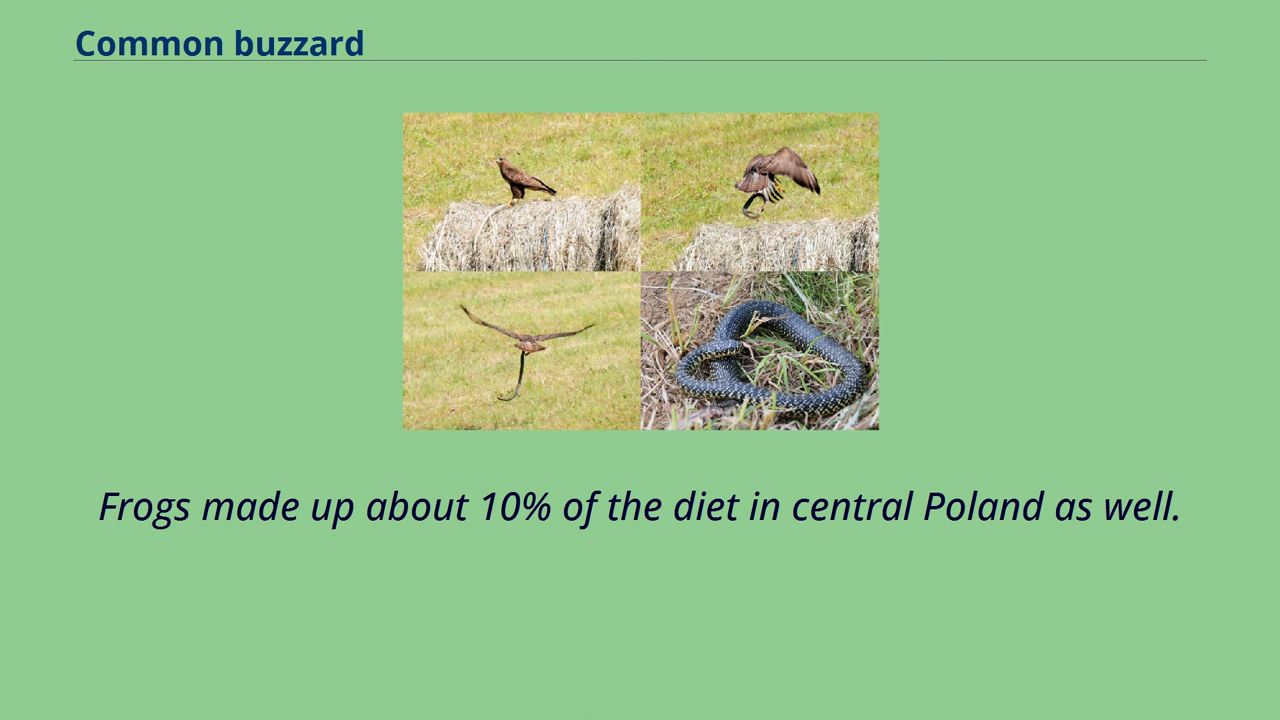 Common buzzard
Frogs made up about 10% of the diet in central Poland as well.